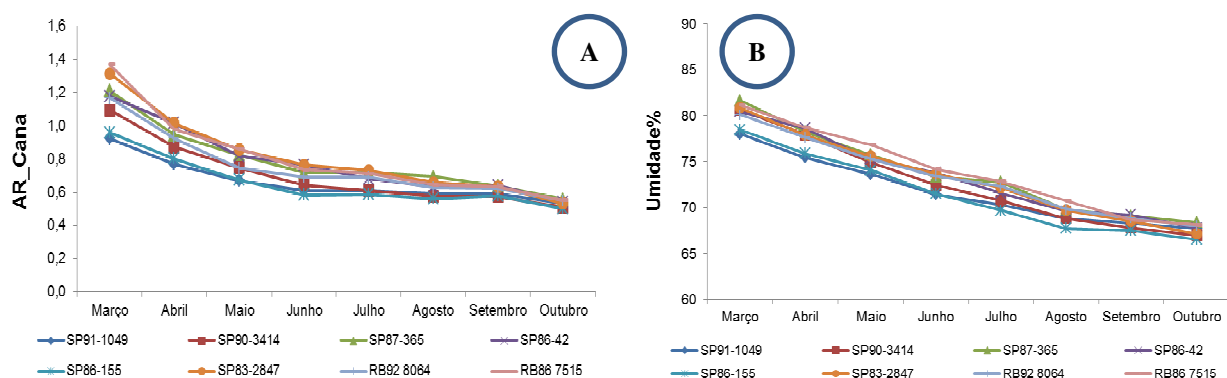 A
AR_Cana
1,6
1,4
1,2
1,0
0,8
0,6
0,4
0,2
0,0
Março Abril Maio Junho Julho Agosto Setembro Outubro
SP91-1049 SP90-3414 SP87-365 SP86-42
SP86-155 SP83-2847 RB92 8064 RB86 7515
B
Umidade%
90
85
80
75
70
65
60
Março Abril Maio Junho Julho Agosto Setembro Outubro
SP91-1049 SP90-3414 SP87-365 SP86-42
SP86-155 SP83-2847 RB92 8064 RB86 7515